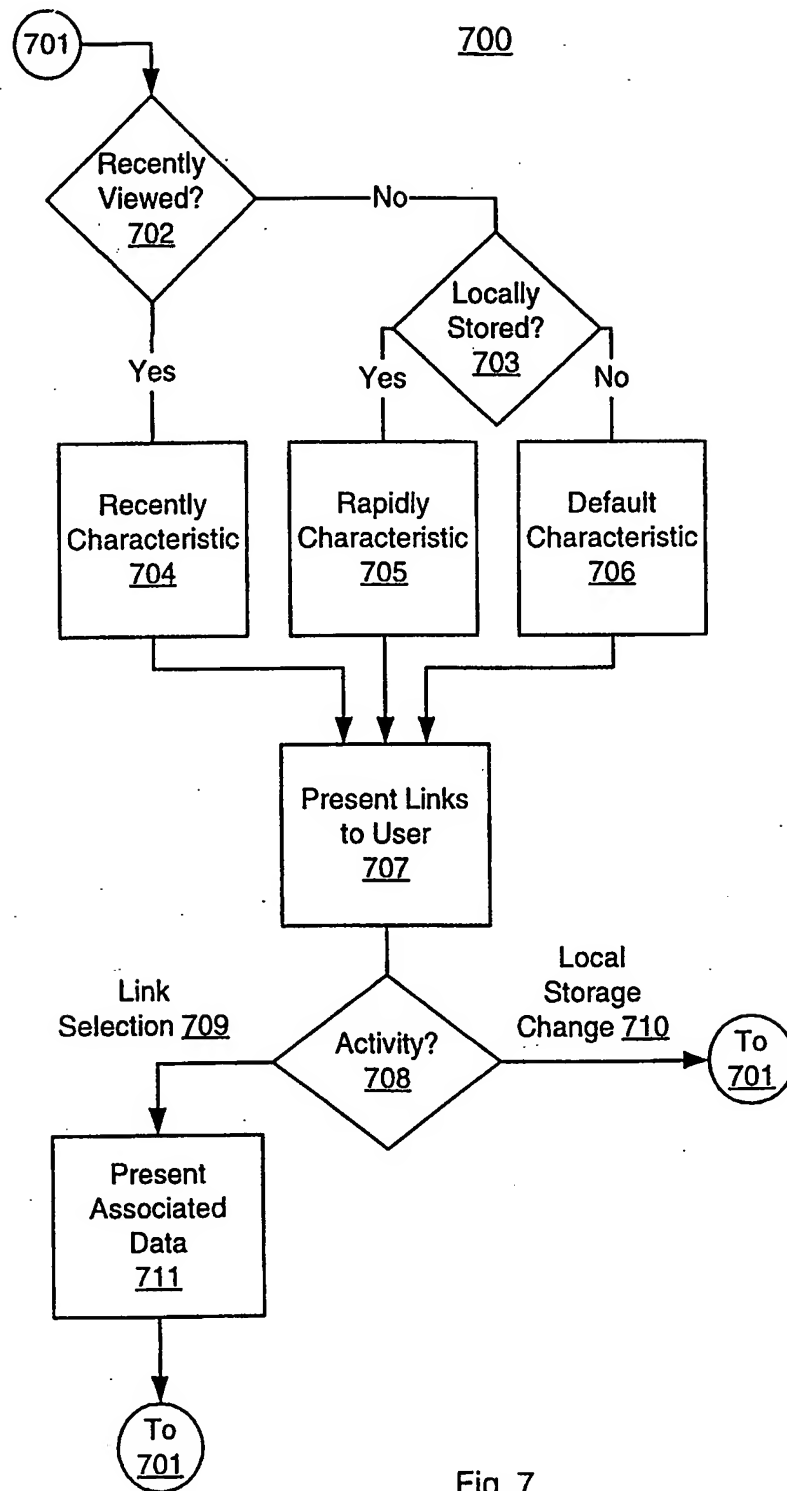 701
700
Recently
Viewed?
702
No
Locally
Stored?
703
Yes
Yes
No
Recently
Characteristic
704
Rapidly
Characteristic
705
Default
Characteristic
706
Present Links
to User
707
Link
Selection 709
Activity?
708
Local
Storage
Change 710
To
701
Present
Associated
Data
711
To
701
Fig. 7